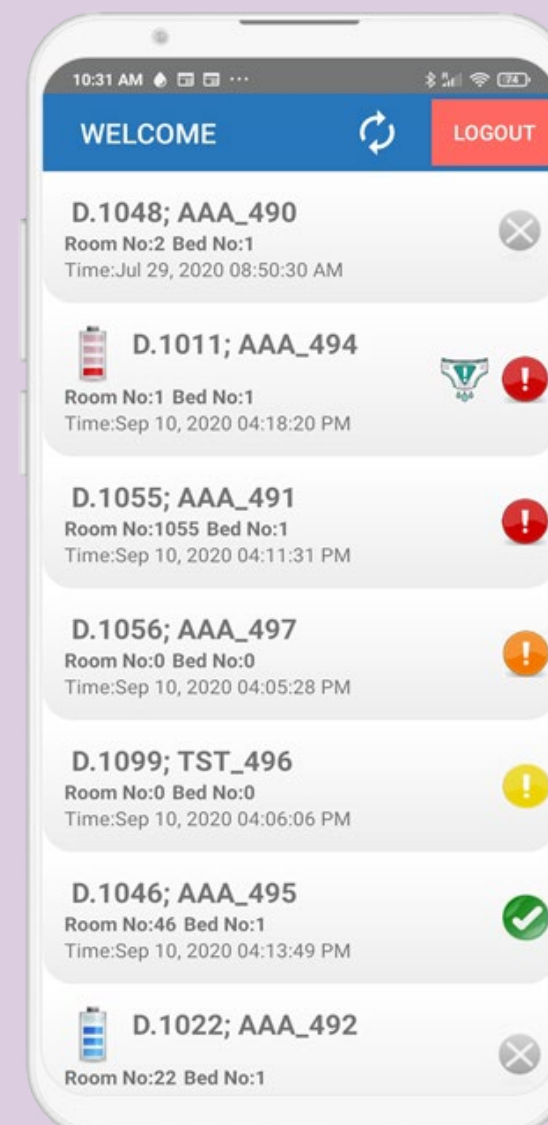 10:31 AM ... 74
WELCOME LOGOUT
D.1048; AAA_490
Room No:2 Bed No:1
Time:Jul 29, 2020 08:50:30 AM
D.1011; AAA_494
Room No:1 Bed No:1
Time:Sep 10, 2020 04:18:20 PM
D.1055; AAA_491
Room No:1055 Bed No:1
Time:Sep 10, 2020 04:11:31 PM
D.1056; AAA_497
Room No:0 Bed No:0
Time:Sep 10, 2020 04:05:28 PM
D.1099; TST_496
Room No:0 Bed No:0
Time:Sep 10, 2020 04:06:06 PM
D.1046; AAA_495
Room No:46 Bed No:1
Time:Sep 10, 2020 04:13:49 PM
D.1022; AAA_492
Room No:22 Bed No:1